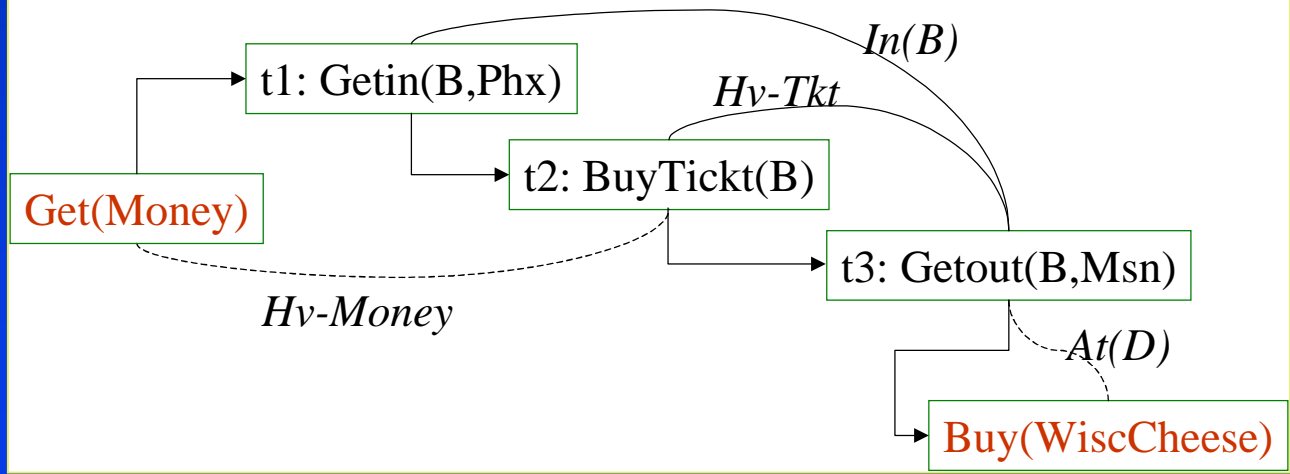 In(B)
t1: Getin(B,Phx)
Hv-Tkt
t2: BuyTickt(B)
Get(Money)
t3: Getout(B,Msn)
Hv-Money
At(D)
Buy(WiscCheese)